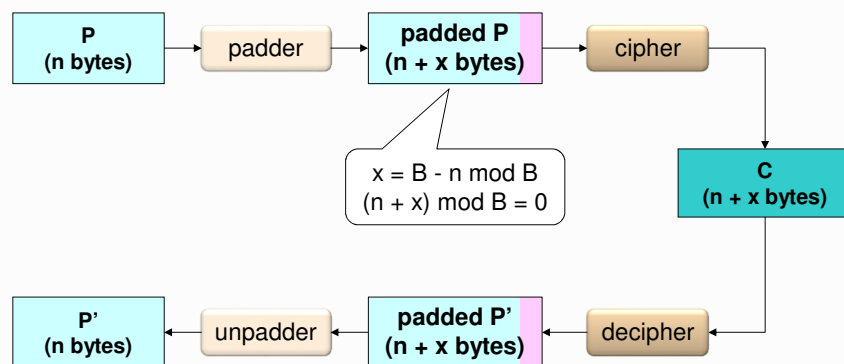 P
(n bytes)
padder
padded P
(n + x bytes)
cipher
x = B - n mod B
(n + x) mod B = 0
C
(n + x bytes)
P'
(n bytes)
unpadder
padded P'
(n + x bytes)
decipher